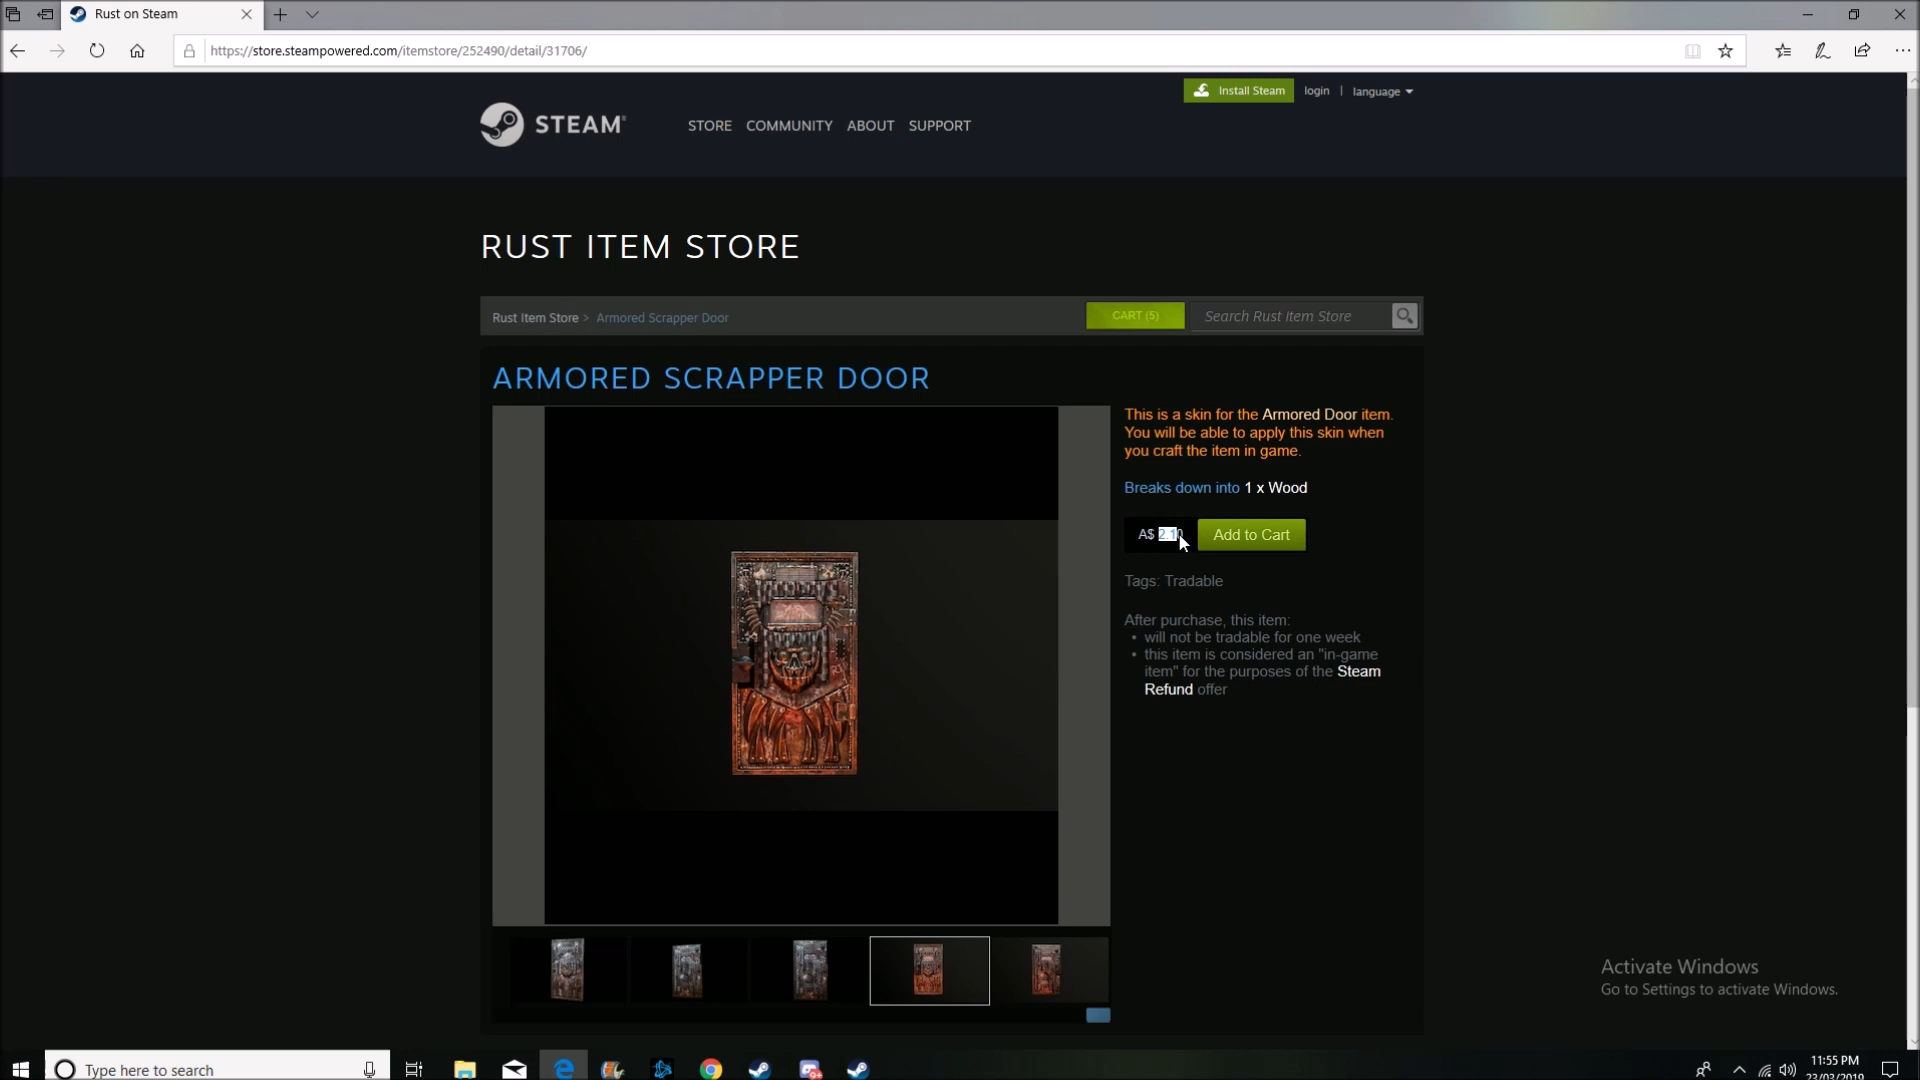 Rust on Steam
https://store.steampowered.com/itemstore/252490/detail/31706/
Install Steam
login | language
STEAM®
STORE COMMUNITY ABOUT SUPPORT
RUST ITEM STORE
Rust Item Store > Armored Scrapper Door
CART (5)
Search Rust Item Store
ARMORED SCRAPPER DOOR
This is a skin for the Armored Door item.
You will be able to apply this skin when
you craft the item in game.
Breaks down into 1 x Wood
A$ 2.10
Add to Cart
Tags: Tradable
After purchase, this item:
• will not be tradable for one week
• this item is considered an "in-game
item" for the purposes of the Steam
Refund offer
Activate Windows
Go to Settings to activate Windows.
Type here to search
11:55 PM
23/03/2019